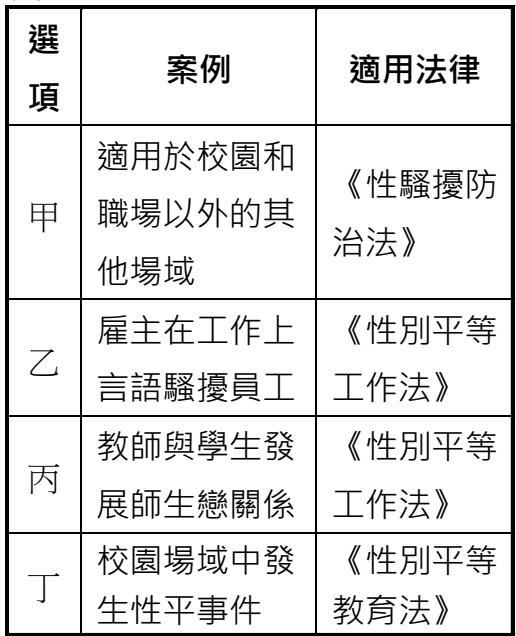 選項 案例 適用法律
甲 適用於校園和職場以外的其他場域 《性騷擾防治法》
乙 雇主在工作上言語騷擾員工 《性別平等工作法》
丙 教師與學生發展師生戀關係 《性別平等工作法》
丁 校園場域中發生性平事件 《性別平等教育法》